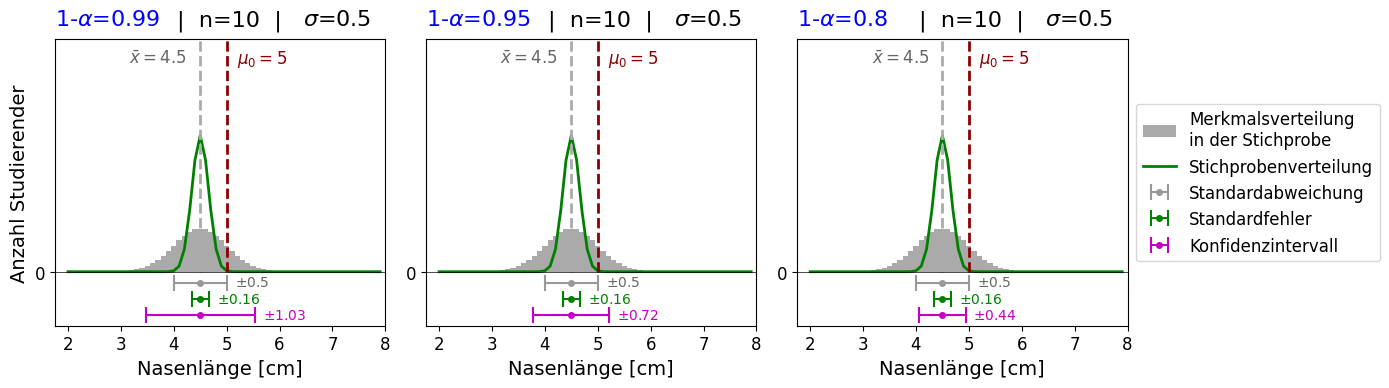 1-α=0.99 | n=10 | σ=0.5
x̄ = 4.5
μ₀ = 5
Anzahl Studierender
0
±0.5
±0.16
±1.03
2 3 4 5 6 7 8
Nasenlänge [cm]
1-α=0.95 | n=10 | σ=0.5
x̄ = 4.5
μ₀ = 5
0
±0.5
±0.16
±0.72
2 3 4 5 6 7 8
Nasenlänge [cm]
1-α=0.8 | n=10 | σ=0.5
x̄ = 4.5
μ₀ = 5
0
±0.5
±0.16
±0.44
2 3 4 5 6 7 8
Nasenlänge [cm]
Merkmalsverteilung
in der Stichprobe
Stichprobenverteilung
Standardabweichung
Standardfehler
Konfidenzintervall